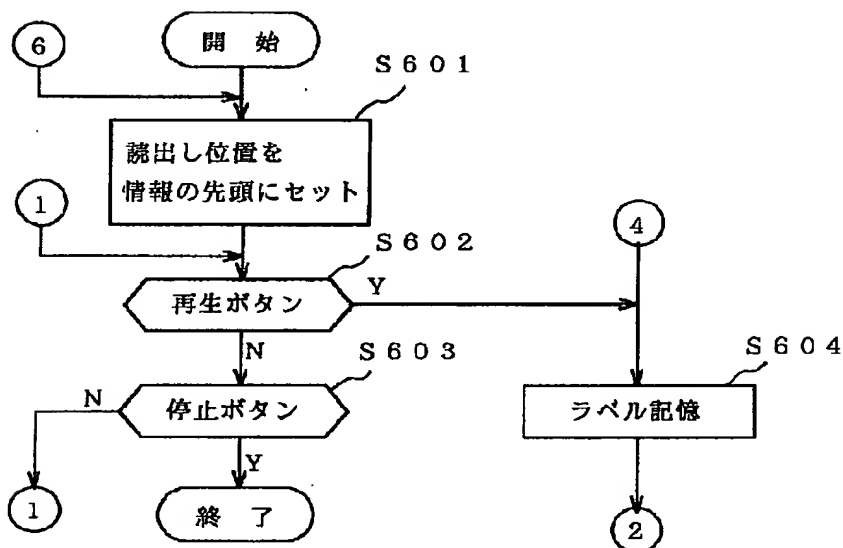 6
開 始
S601
読出し位置を
情報の先頭にセット
1
4
S602
再生ボタン
Y
N
S603
S604
N
停止ボタン
ラベル記憶
Y
1
終 了
2